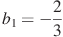 b₁ = −2/3